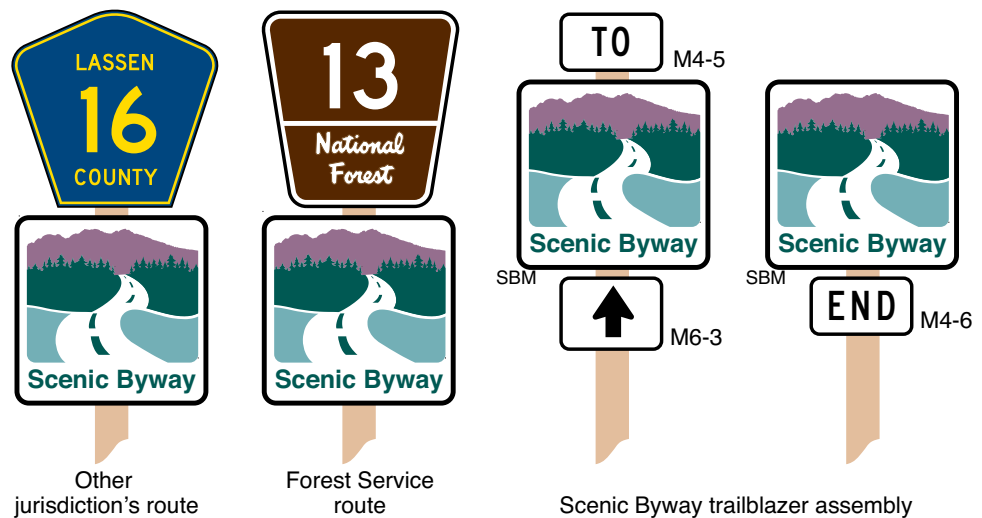 LASSEN
16
COUNTY
Scenic Byway
Other
jurisdiction's route
13
National
Forest
Scenic Byway
Forest Service
route
TO
M4-5
Scenic Byway
SBM
M6-3
Scenic Byway
SBM
END
M4-6
Scenic Byway trailblazer assembly